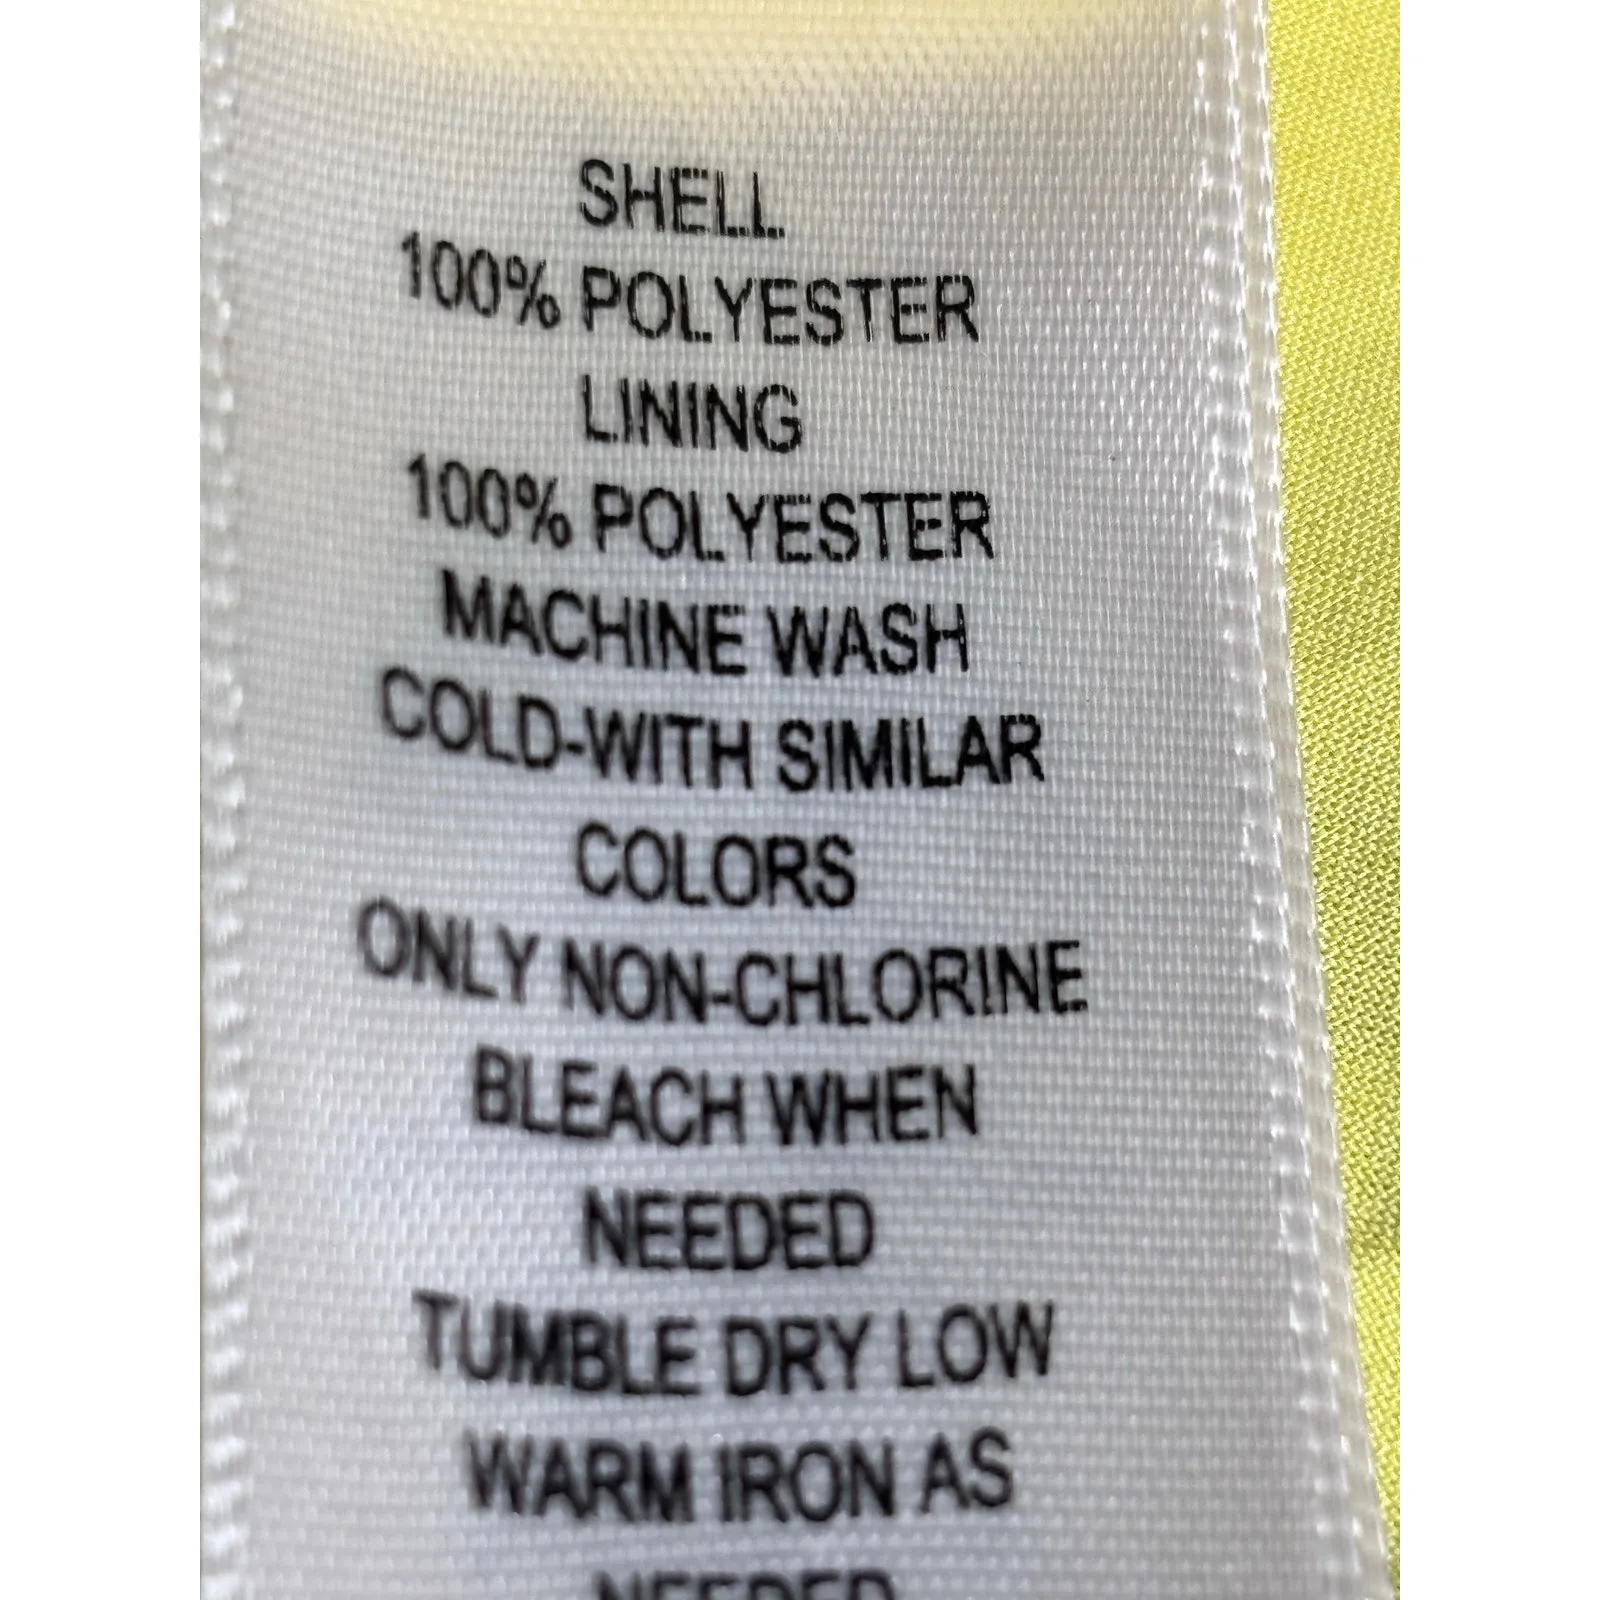 SHELL
100% POLYESTER
LINING
100% POLYESTER
MACHINE WASH
COLD-WITH SIMILAR
COLORS
ONLY NON-CHLORINE
BLEACH WHEN
NEEDED
TUMBLE DRY LOW
WARM IRON AS
NEEDED